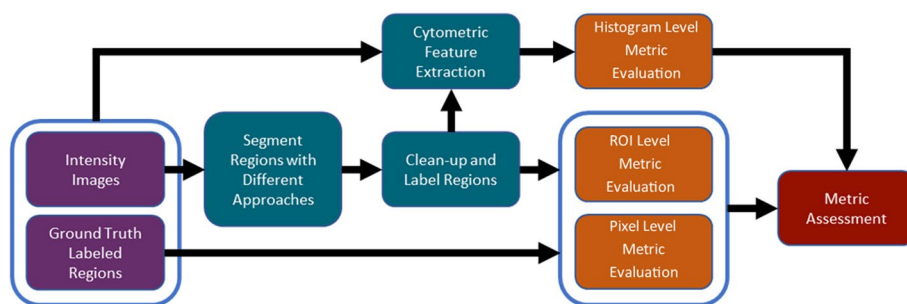 Cytometric
Feature
Extraction
Histogram Level
Metric
Evaluation
Intensity
Images
Segment
Regions with
Different
Approaches
Clean-up and
Label Regions
ROI Level
Metric
Evaluation
Metric
Assessment
Ground Truth
Labeled
Regions
Pixel Level
Metric
Evaluation